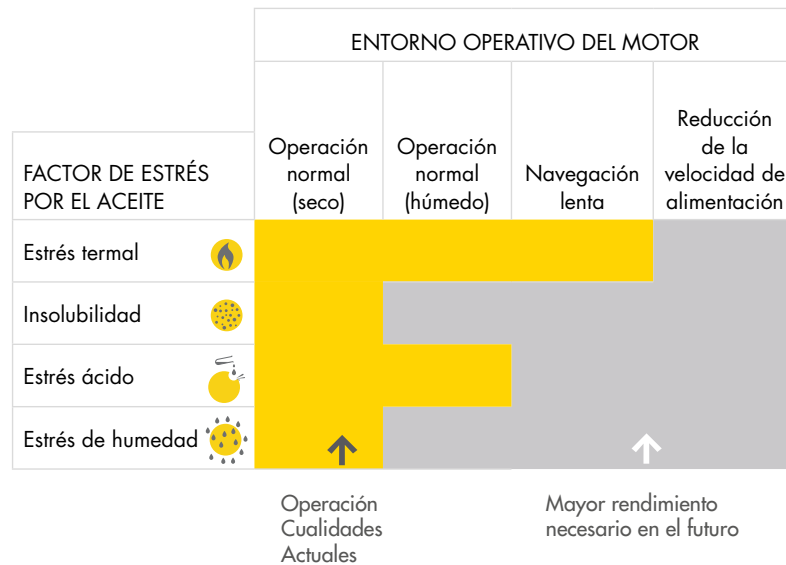 ENTORNO OPERATIVO DEL MOTOR
FACTOR DE ESTRÉS
POR EL ACEITE
Operación
normal
(seco)
Operación
normal
(húmedo)
Navegación
lenta
Reducción
de la
velocidad de
alimentación
Estrés termal
Insolubilidad
Estrés ácido
Estrés de humedad
Operación
Cualidades
Actuales
Mayor rendimiento
necesario en el futuro